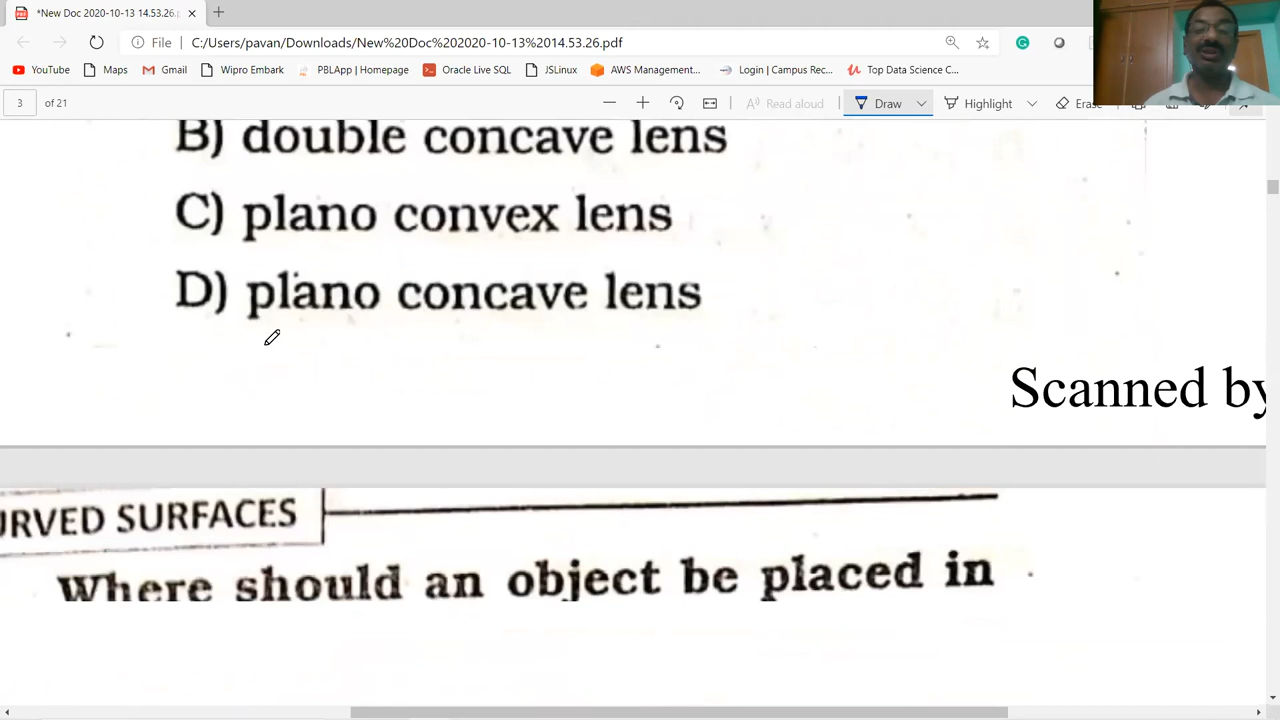 *New Doc 2020-10-13 14.53.26.p
File C:/Users/pavan/Downloads/New%20Doc%202020-10-13%2014.53.26.pdf
YouTube Maps Gmail Wipro Embark PBLApp | Homepage Oracle Live SQL JSLinux AWS Management... Login | Campus Rec... Top Data Science C...
3 of 21 Read aloud Draw Highlight Erase
B) double concave lens
C) plano convex lens
D) plano concave lens
Scanned by
URVED SURFACES
Where should an object be placed in